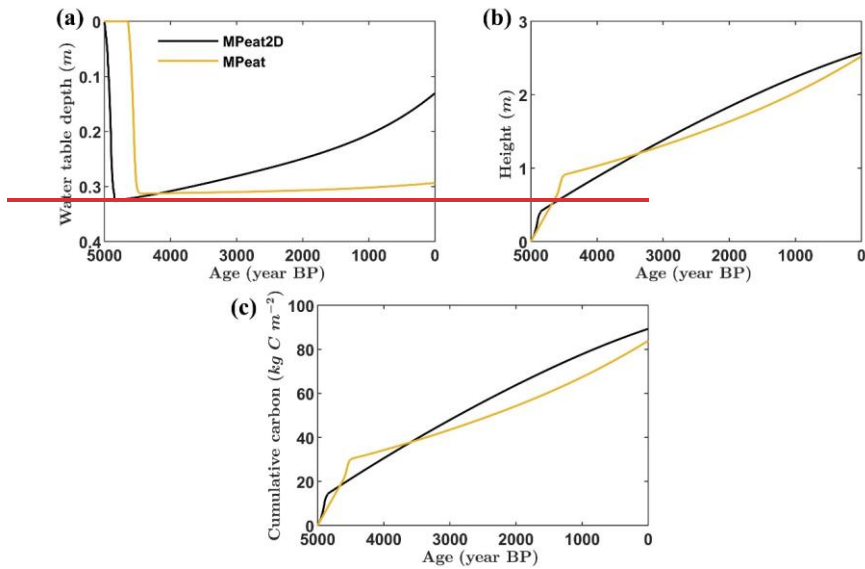 (a)
MPeat2D
MPeat
Water table depth (m)
0
0.1
0.2
0.3
0.4
5000 4000 3000 2000 1000 0
Age (year BP)
(b)
Height (m)
3
2
1
0
5000 4000 3000 2000 1000 0
Age (year BP)
(c)
Cumulative carbon (kg C m⁻²)
100
80
60
40
20
0
5000 4000 3000 2000 1000 0
Age (year BP)